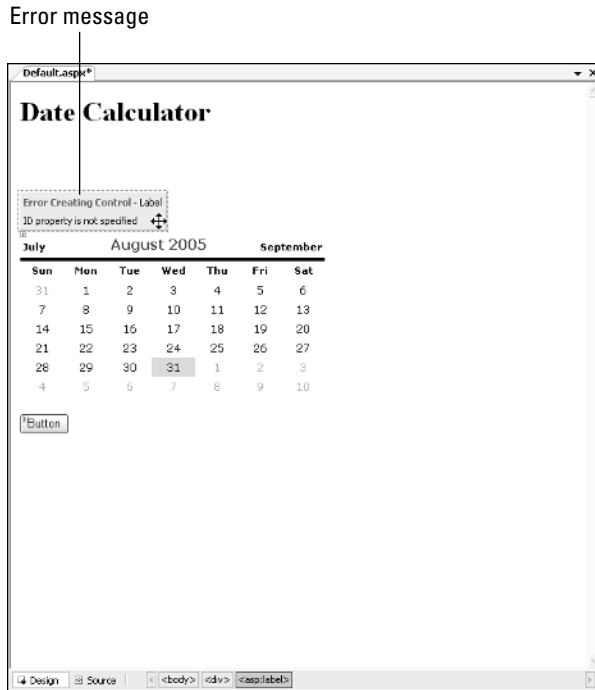 Error message
Default.aspx*
Date Calculator
Error Creating Control - Label
ID property is not specified
July August 2005 September
Sun Mon Tue Wed Thu Fri Sat
31 1 2 3 4 5 6
7 8 9 10 11 12 13
14 15 16 17 18 19 20
21 22 23 24 25 26 27
28 29 30 31 1 2 3
4 5 6 7 8 9 10
Button
Design Source <body> <div> <asp:label>